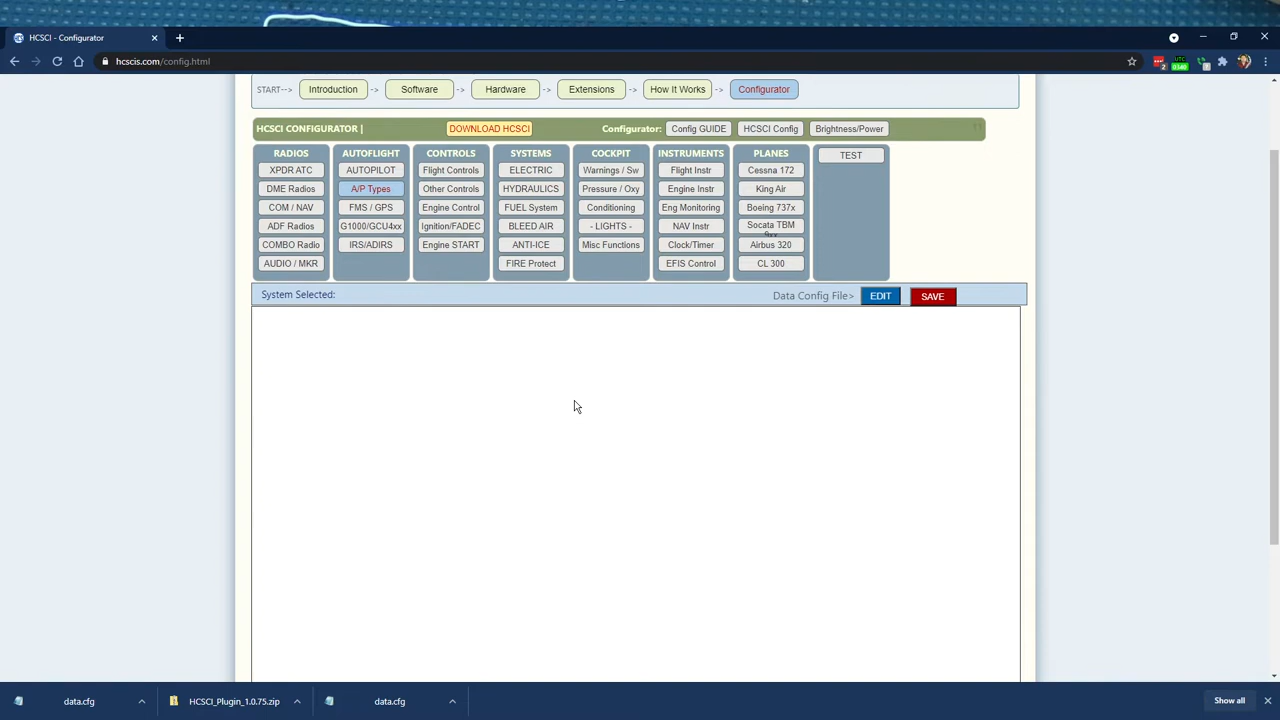 HCSCI - Configurator
hcscis.com/config.html
2
UTC
0340
START-->
Introduction
->
Software
->
Hardware
->
Extensions
->
How It Works
->
Configurator
HCSCI CONFIGURATOR |
DOWNLOAD HCSCI
Configurator:
Config GUIDE
HCSCI Config
Brightness/Power
RADIOS
XPDR ATC
DME Radios
COM / NAV
ADF Radios
COMBO Radio
AUDIO / MKR
AUTOFLIGHT
AUTOPILOT
A/P Types
FMS / GPS
G1000/GCU4xx
IRS/ADIRS
CONTROLS
Flight Controls
Other Controls
Engine Control
Ignition/FADEC
Engine START
SYSTEMS
ELECTRIC
HYDRAULICS
FUEL System
BLEED AIR
ANTI-ICE
FIRE Protect
COCKPIT
Warnings / Sw
Pressure / Oxy
Conditioning
- LIGHTS -
Misc Functions
INSTRUMENTS
Flight Instr
Engine Instr
Eng Monitoring
NAV Instr
Clock/Timer
EFIS Control
PLANES
Cessna 172
King Air
Boeing 737x
Socata TBM
Airbus 320
CL 300
TEST
System Selected:
Data Config File>
EDIT
SAVE
data.cfg
HCSCI_Plugin_1.0.75.zip
data.cfg
Show all